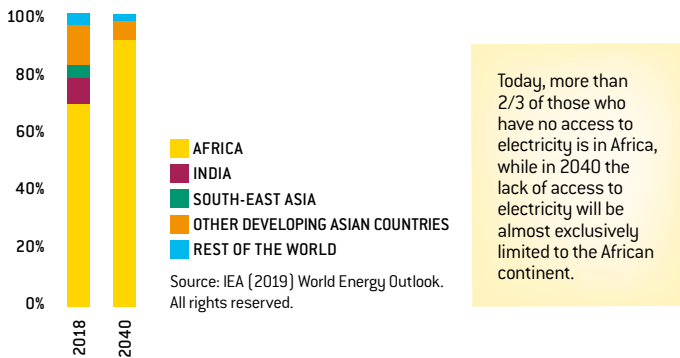 100%
80%
60%
40%
20%
0%
2018
2040
AFRICA
INDIA
SOUTH-EAST ASIA
OTHER DEVELOPING ASIAN COUNTRIES
REST OF THE WORLD
Source: IEA (2019) World Energy Outlook.
All rights reserved.
Today, more than
2/3 of those who
have no access to
electricity is in Africa,
while in 2040 the
lack of access to
electricity will be
almost exclusively
limited to the African
continent.